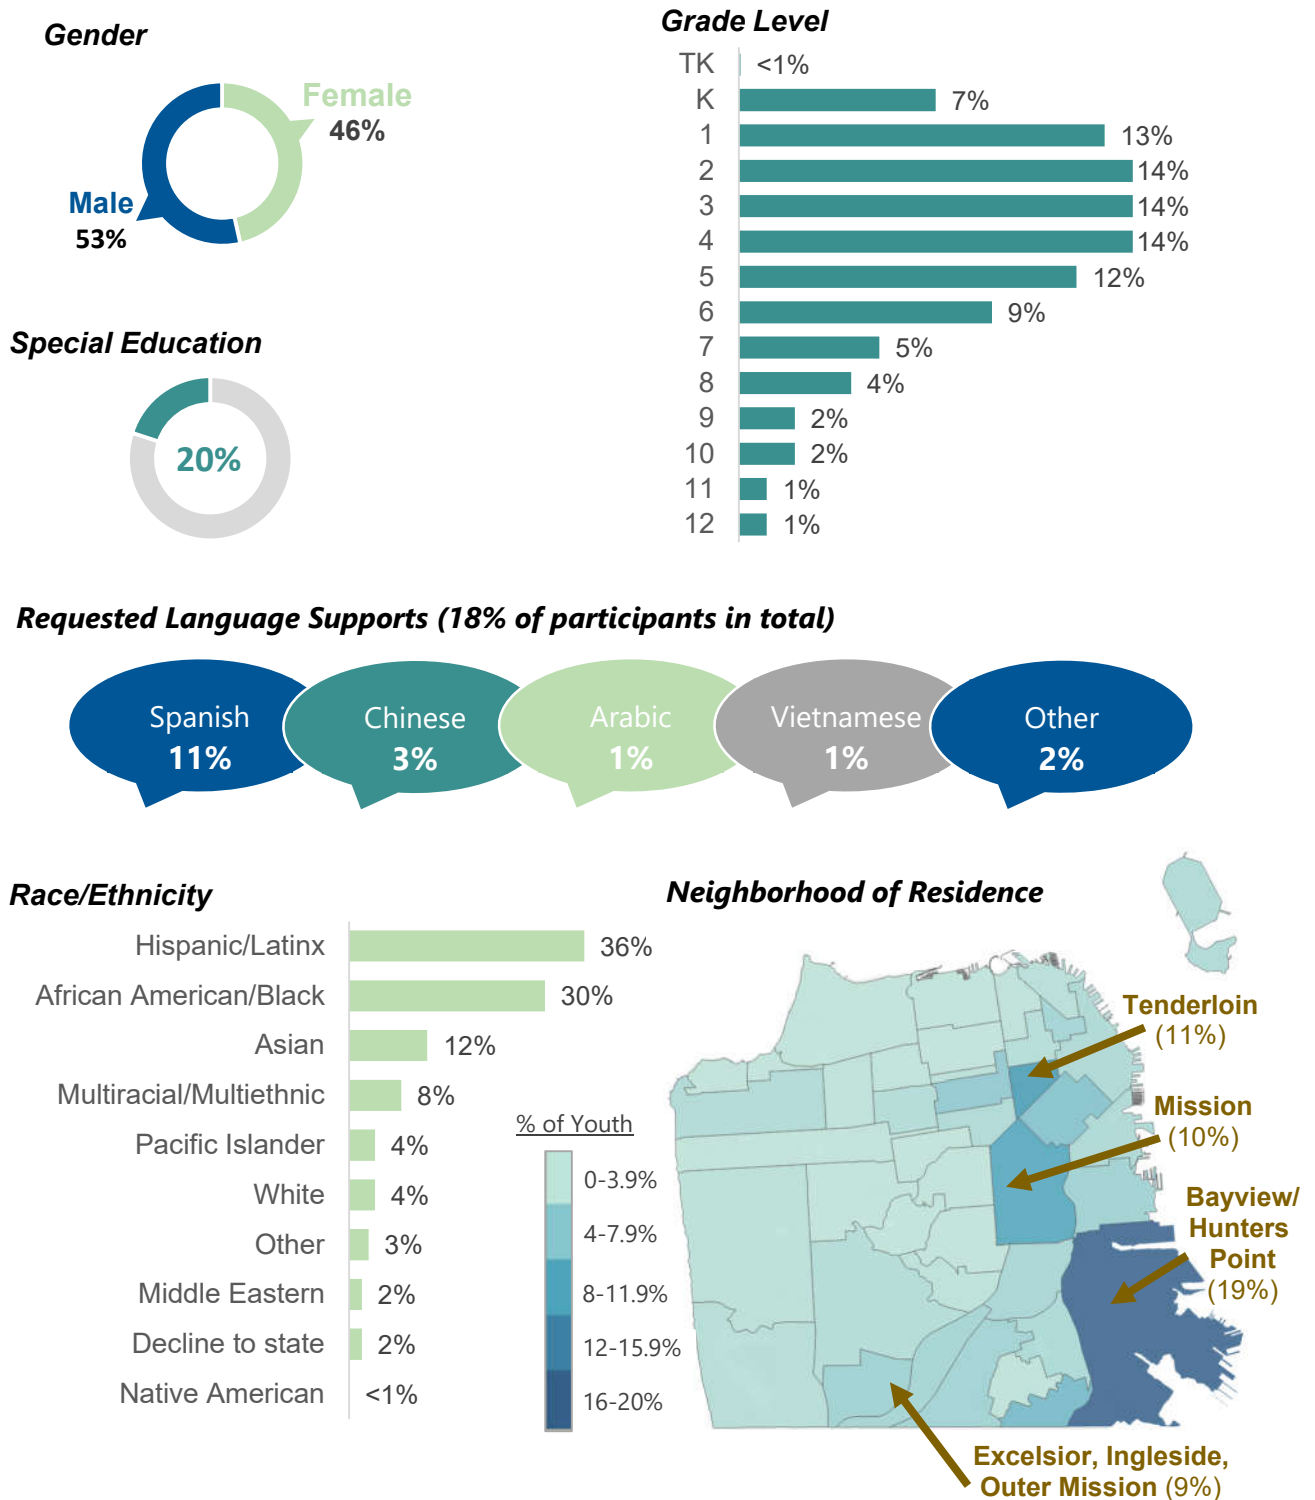 Gender
Female
46%
Male
53%
Special Education
20%
Grade Level
TK <1%
K 7%
1 13%
2 14%
3 14%
4 14%
5 12%
6 9%
7 5%
8 4%
9 2%
10 2%
11 1%
12 1%
Requested Language Supports (18% of participants in total)
Spanish
11%
Chinese
3%
Arabic
1%
Vietnamese
1%
Other
2%
Race/Ethnicity
Hispanic/Latinx 36%
African American/Black 30%
Asian 12%
Multiracial/Multiethnic 8%
Pacific Islander 4%
White 4%
Other 3%
Middle Eastern 2%
Decline to state 2%
Native American <1%
Neighborhood of Residence
% of Youth
0-3.9%
4-7.9%
8-11.9%
12-15.9%
16-20%
Tenderloin
(11%)
Mission
(10%)
Bayview/
Hunters
Point
(19%)
Excelsior, Ingleside,
Outer Mission (9%)